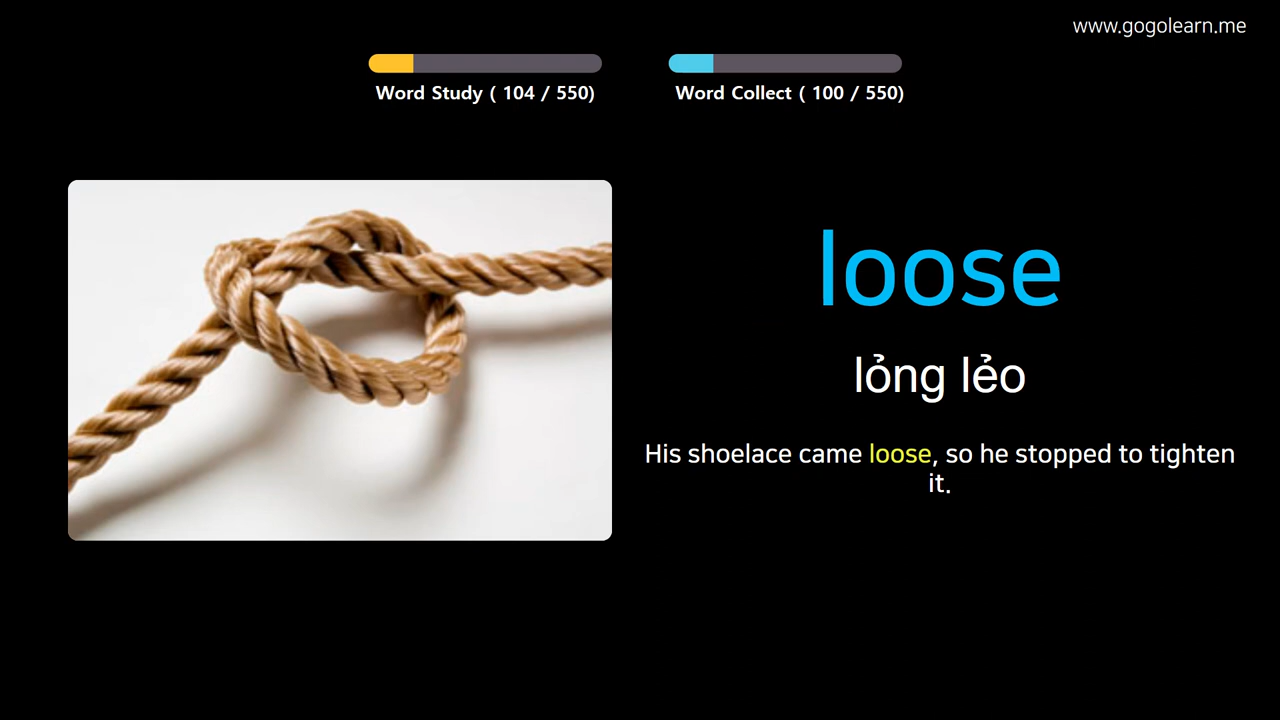 www.gogolearn.me
Word Study ( 104 / 550)
Word Collect ( 100 / 550)
loose
lỏng lẻo
His shoelace came loose, so he stopped to tighten
it.